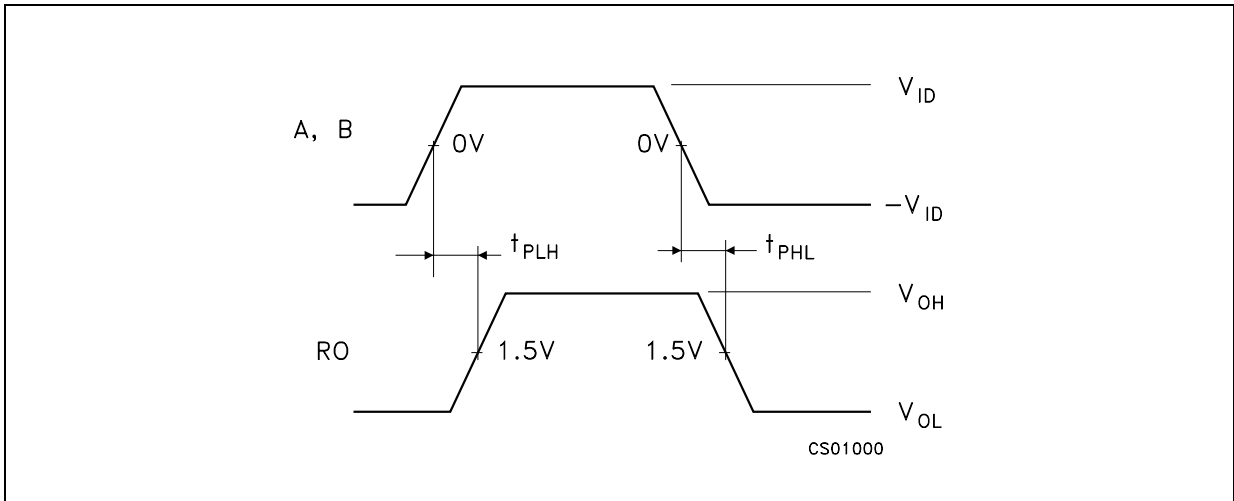 V_ID
A, B
0V
0V
-V_ID
t_PLH
t_PHL
V_OH
RO
1.5V
1.5V
V_OL
CS01000